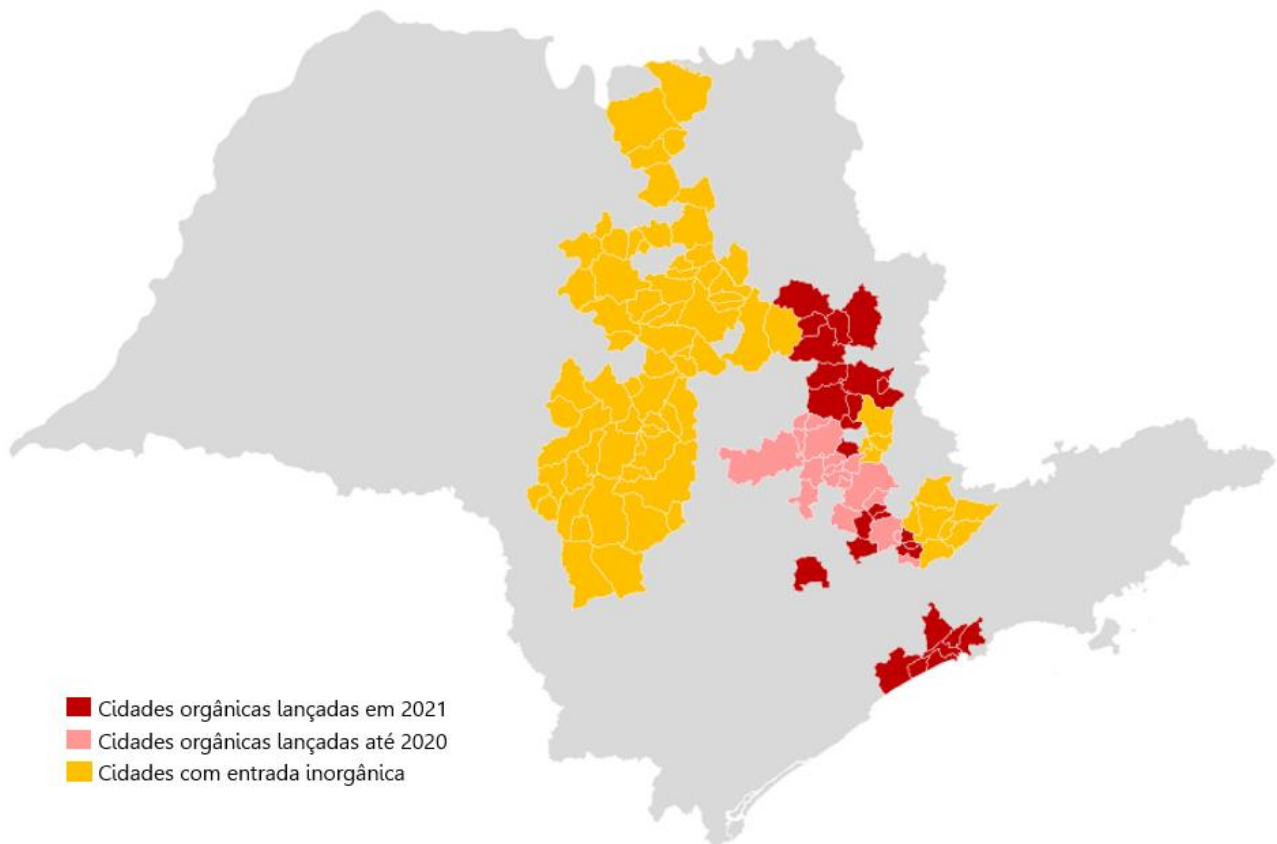 Cidades orgânicas lançadas em 2021
Cidades orgânicas lançadas até 2020
Cidades com entrada inorgânica